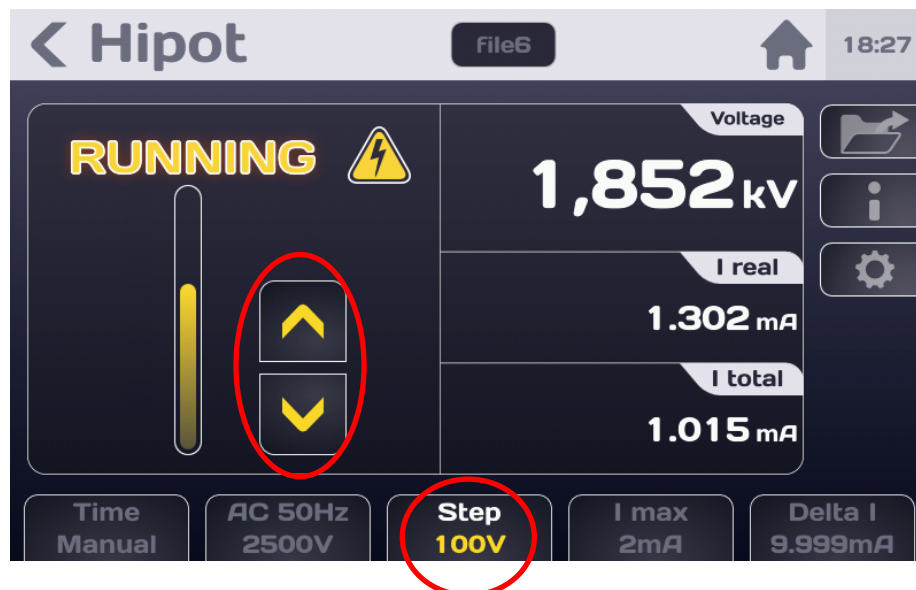 Hipot
File6
18:27
RUNNING
Voltage
1,852 kV
I real
1.302 mA
I total
1.015 mA
Time
Manual
AC 50Hz
2500V
Step
100V
I max
2mA
Delta I
9.999mA